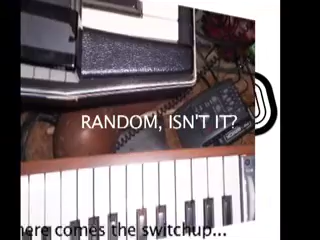 RANDOM, ISN'T IT?
here comes the switchup...